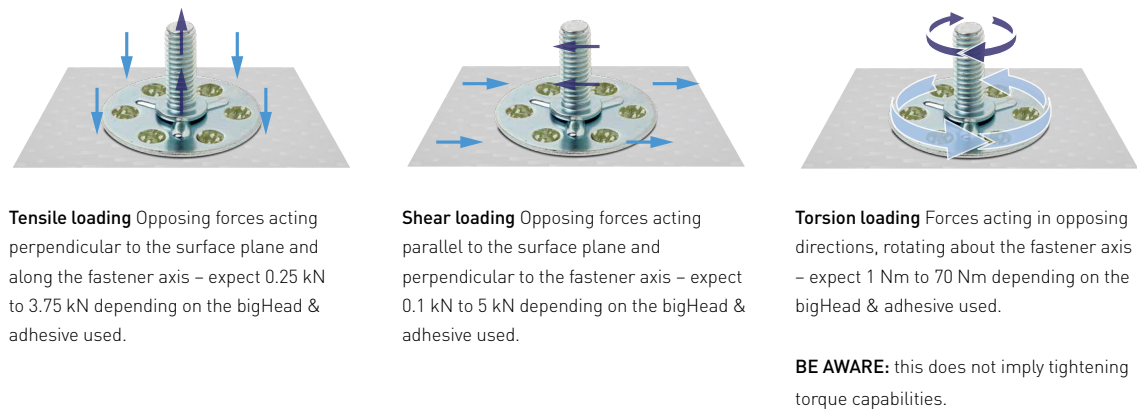 Tensile loading Opposing forces acting
perpendicular to the surface plane and
along the fastener axis – expect 0.25 kN
to 3.75 kN depending on the bigHead &
adhesive used.
Shear loading Opposing forces acting
parallel to the surface plane and
perpendicular to the fastener axis – expect
0.1 kN to 5 kN depending on the bigHead &
adhesive used.
Torsion loading Forces acting in opposing
directions, rotating about the fastener axis
– expect 1 Nm to 70 Nm depending on the
bigHead & adhesive used.
BE AWARE: this does not imply tightening
torque capabilities.